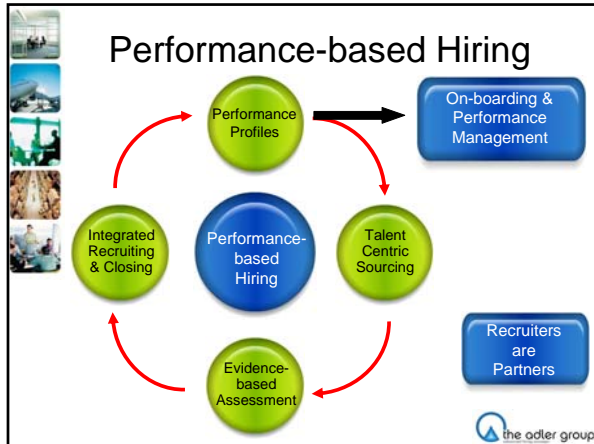 Performance-based Hiring
Performance
Profiles
On-boarding &
Performance
Management
Integrated
Recruiting
& Closing
Performance-
based
Hiring
Talent
Centric
Sourcing
Evidence-
based
Assessment
Recruiters
are
Partners
the adler group